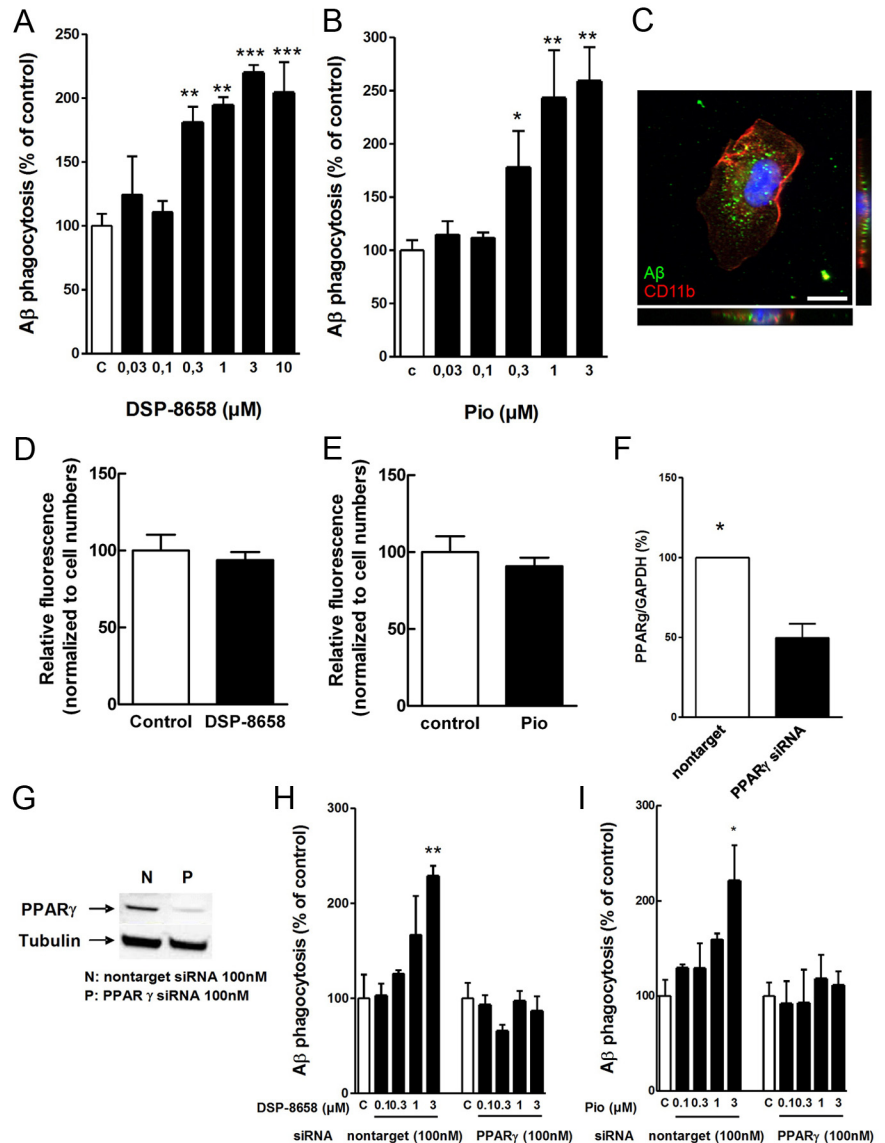 A
Aβ phagocytosis (% of control)
250
200
150
100
50
0
** ** *** ***
C 0,03 0,1 0,3 1 3 10
DSP-8658 (µM)
B
Aβ phagocytosis (% of control)
300
250
200
150
100
50
0
* ** **
c 0,03 0,1 0,3 1 3
Pio (µM)
C
Aβ
CD11b
D
Relative fluorescence
(normalized to cell numbers)
150
100
50
0
Control DSP-8658
E
Relative fluorescence
(normalized to cell numbers)
150
100
50
0
control Pio
F
PPARg/GAPDH (%)
150
100
50
0
*
nontarget
PPARγ siRNA
G
N P
PPARγ
Tubulin
N: nontarget siRNA 100nM
P: PPAR γ siRNA 100nM
H
Aβ phagocytosis (% of control)
300
200
100
0
**
C 0.1 0.3 1 3 C 0.1 0.3 1 3
DSP-8658 (µM)
siRNA nontarget (100nM) PPARγ (100nM)
I
Aβ phagocytosis (% of control)
300
200
100
0
*
C 0.1 0.3 1 3 C 0.1 0.3 1 3
Pio (µM)
siRNA nontarget (100nM) PPARγ (100nM)